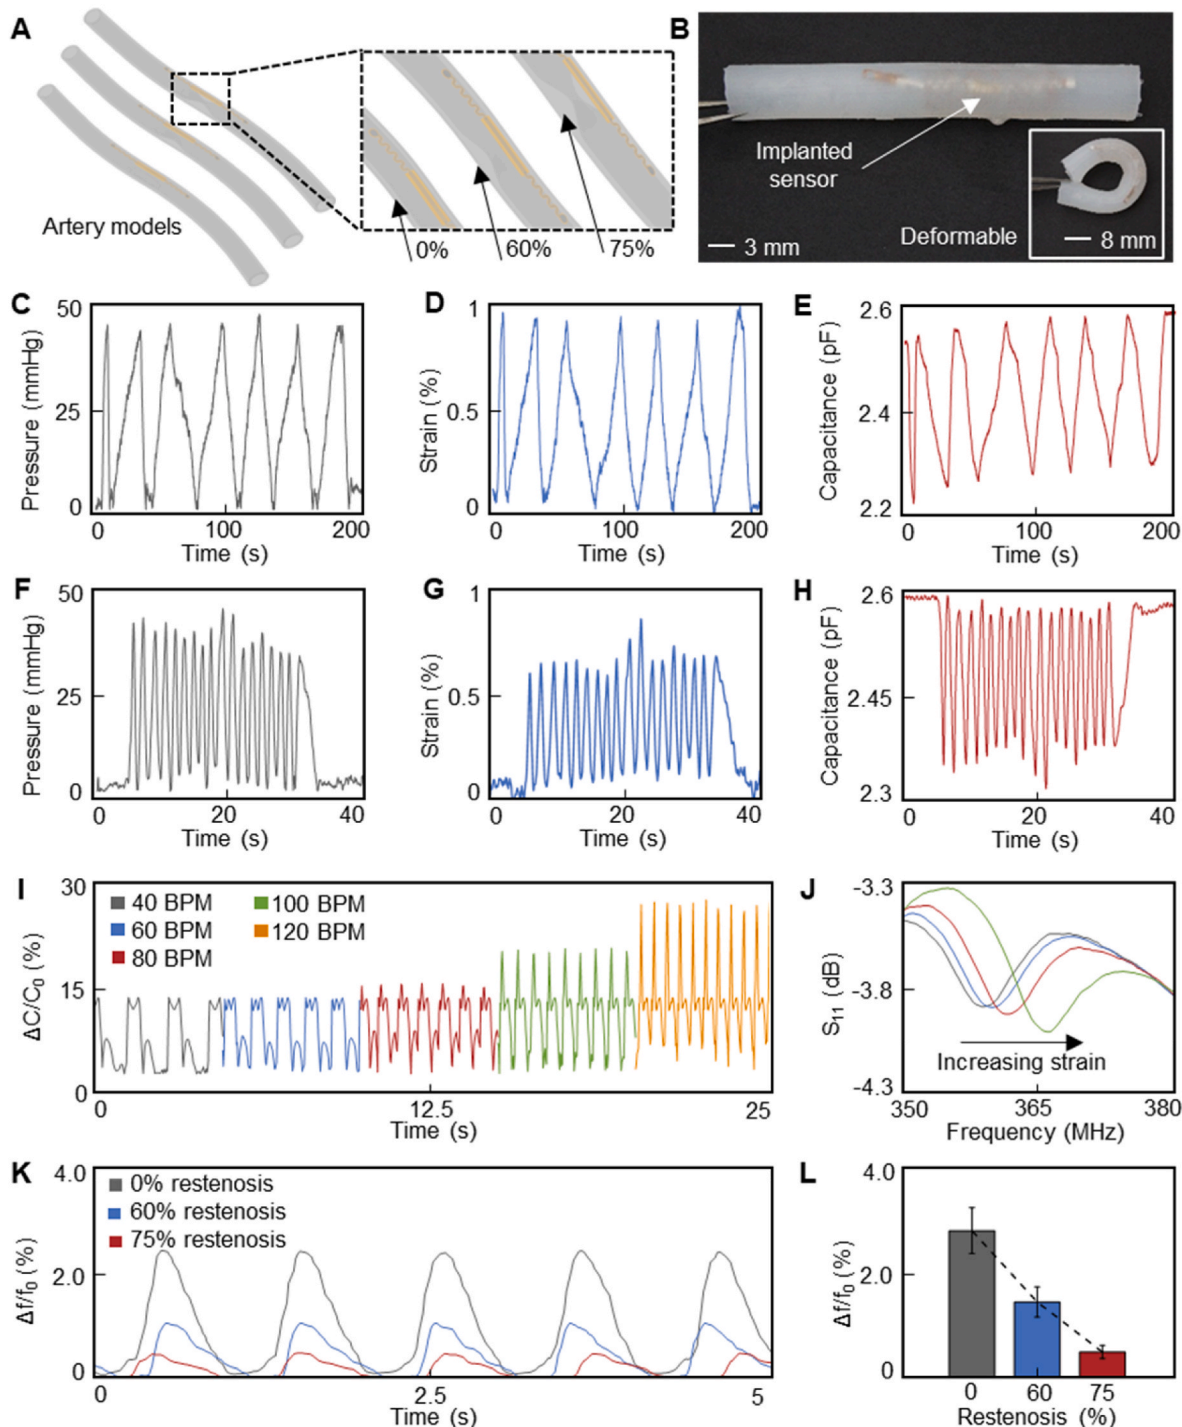 A
Artery models
0%
60%
75%
B
Implanted
sensor
Deformable
3 mm
8 mm
C
Pressure (mmHg)
50
25
0
0
100
200
Time (s)
D
Strain (%)
1
0.5
0
0
100
200
Time (s)
E
Capacitance (pF)
2.6
2.4
2.2
0
100
200
Time (s)
F
Pressure (mmHg)
50
25
0
0
20
40
Time (s)
G
Strain (%)
1
0.5
0
0
20
40
Time (s)
H
Capacitance (pF)
2.6
2.45
2.3
0
20
40
Time (s)
I
ΔC/C0 (%)
30
15
0
40 BPM
60 BPM
80 BPM
100 BPM
120 BPM
0
12.5
25
Time (s)
J
S11 (dB)
-3.3
-3.8
-4.3
Increasing strain
350
365
380
Frequency (MHz)
K
Δf/f0 (%)
4.0
2.0
0
0% restenosis
60% restenosis
75% restenosis
0
2.5
5
Time (s)
L
Δf/f0 (%)
4.0
2.0
0
0
60
75
Restenosis (%)